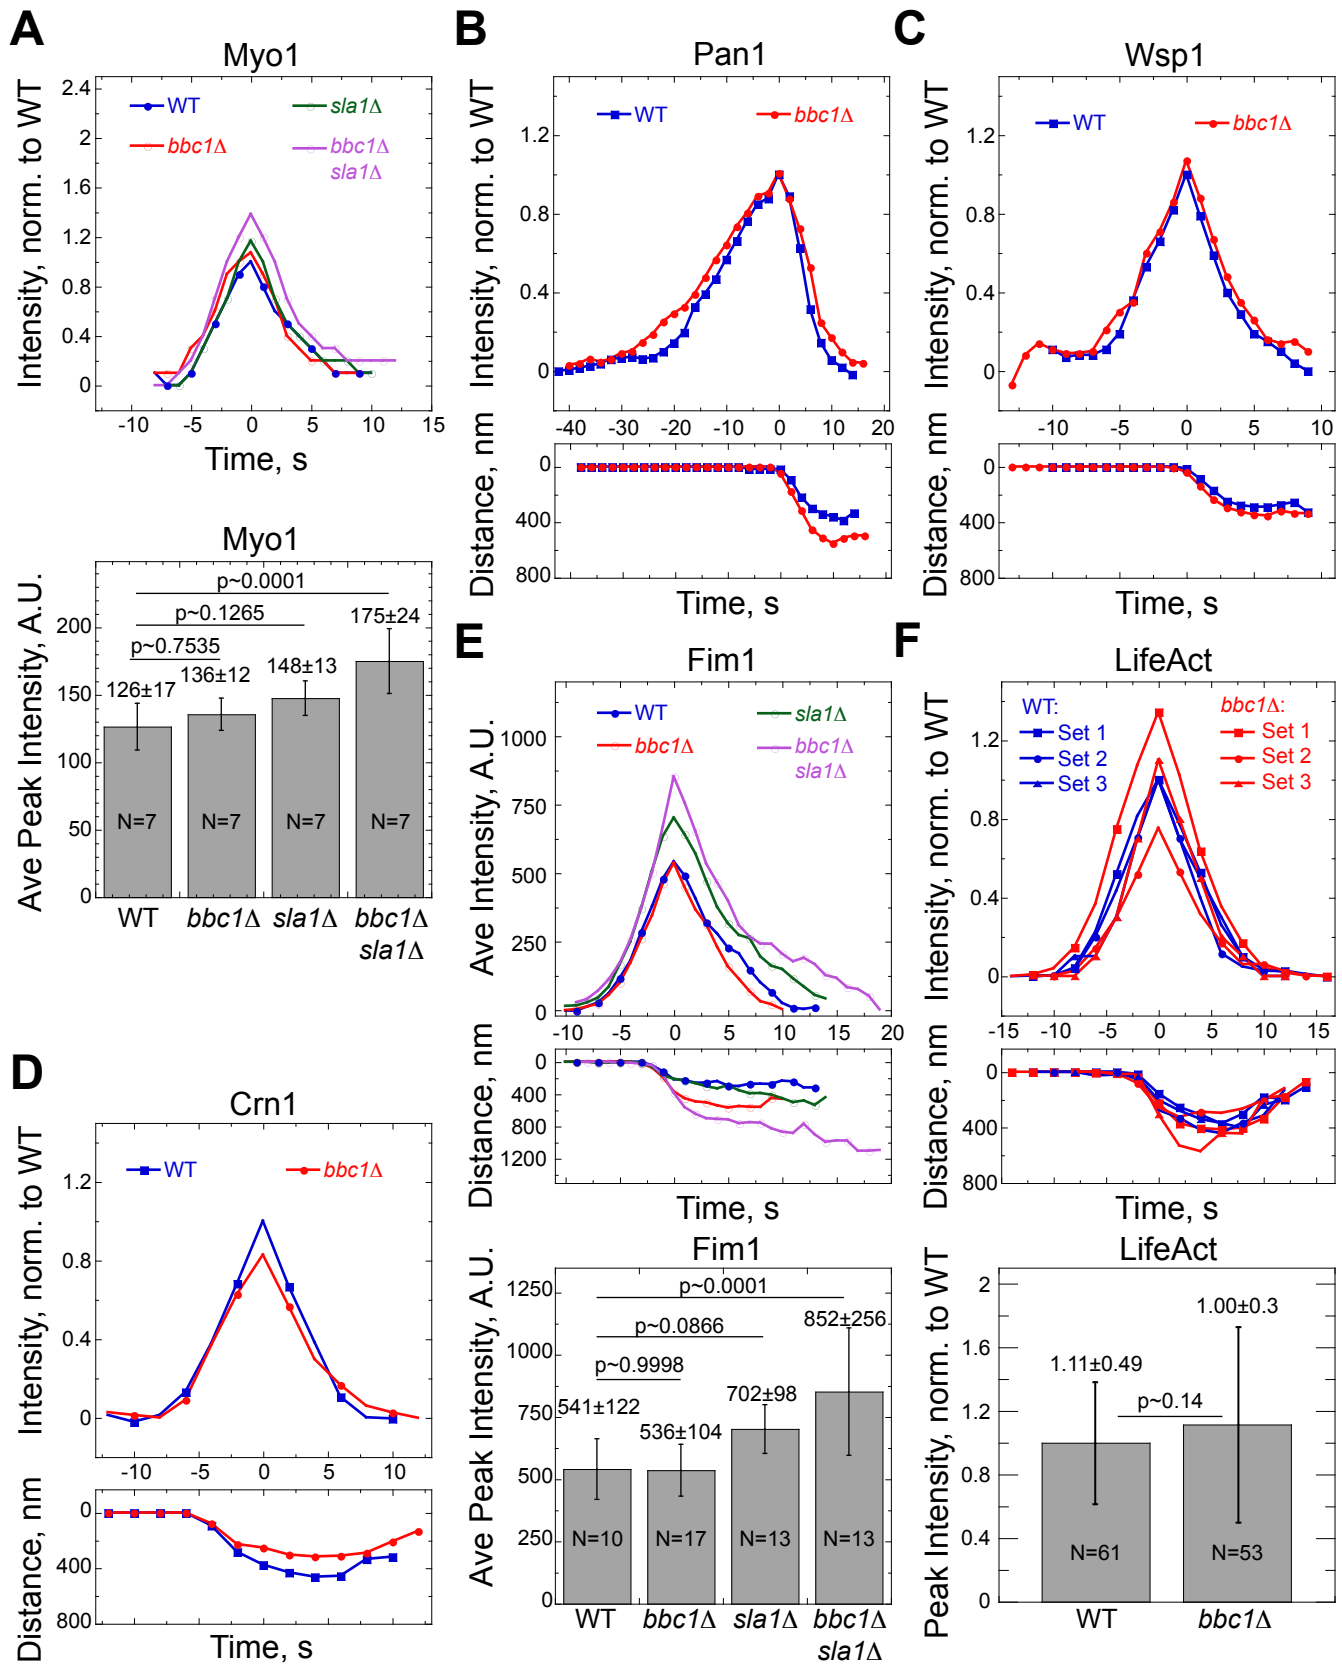 A
Myo1
Intensity, norm. to WT
2.4
2
1.6
1.2
0.8
0.4
0
WT
sla1Δ
bbc1Δ
bbc1Δ
sla1Δ
-10 -5 0 5 10 15
Time, s
Myo1
Ave Peak Intensity, A.U.
200
150
100
50
0
p~0.0001
p~0.1265
p~0.7535
126±17
136±12
148±13
175±24
N=7 N=7 N=7 N=7
WT bbc1Δ sla1Δ bbc1Δ
sla1Δ
B
Pan1
Intensity, norm. to WT
1.2
0.8
0.4
0
WT
bbc1Δ
-40 -30 -20 -10 0 10 20
Distance, nm
0
400
800
Time, s
C
Wsp1
Intensity, norm. to WT
1.2
0.8
0.4
0
WT
bbc1Δ
-10 -5 0 5 10
Distance, nm
0
400
800
Time, s
D
Crn1
Intensity, norm. to WT
1.2
0.8
0.4
0
WT
bbc1Δ
-10 -5 0 5 10
Distance, nm
0
400
800
Time, s
E
Fim1
Ave Intensity, A.U.
1000
750
500
250
0
WT
sla1Δ
bbc1Δ
bbc1Δ
sla1Δ
-10 -5 0 5 10 15 20
Distance, nm
0
400
800
1200
Time, s
Fim1
Ave Peak Intensity, A.U.
1250
1000
750
500
250
0
p~0.0001
p~0.0866
p~0.9998
541±122
536±104
702±98
852±256
N=10 N=17 N=13 N=13
WT bbc1Δ sla1Δ bbc1Δ
sla1Δ
F
LifeAct
Intensity, norm. to WT
1.2
0.8
0.4
0
WT:
Set 1
Set 2
Set 3
bbc1Δ:
Set 1
Set 2
Set 3
-15 -10 -5 0 5 10 15
Distance, nm
0
400
800
Time, s
LifeAct
Peak Intensity, norm. to WT
2
1.6
1.2
0.8
0.4
0
1.11±0.49
1.00±0.3
p~0.14
N=61 N=53
WT bbc1Δ